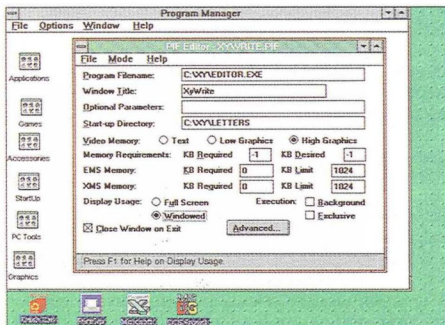 Program Manager
File Options Window Help
PIF Editor - XYWRITE.PIF
File Mode Help
Program Filename: C:\XY\EDITOR.EXE
Window Title: XyWrite
Optional Parameters:
Start-up Directory: C:\XY\LETTERS
Video Memory: Text Low Graphics High Graphics
Memory Requirements: KB Required -1 KB Desired -1
EMS Memory: KB Required 0 KB Limit 1024
XMS Memory: KB Required 0 KB Limit 1024
Display Usage: Full Screen Execution: Background
Windowed Exclusive
Close Window on Exit Advanced...
Press F1 for Help on Display Usage.
Applications
Games
Accessories
StartUp
PC Tools
Graphics